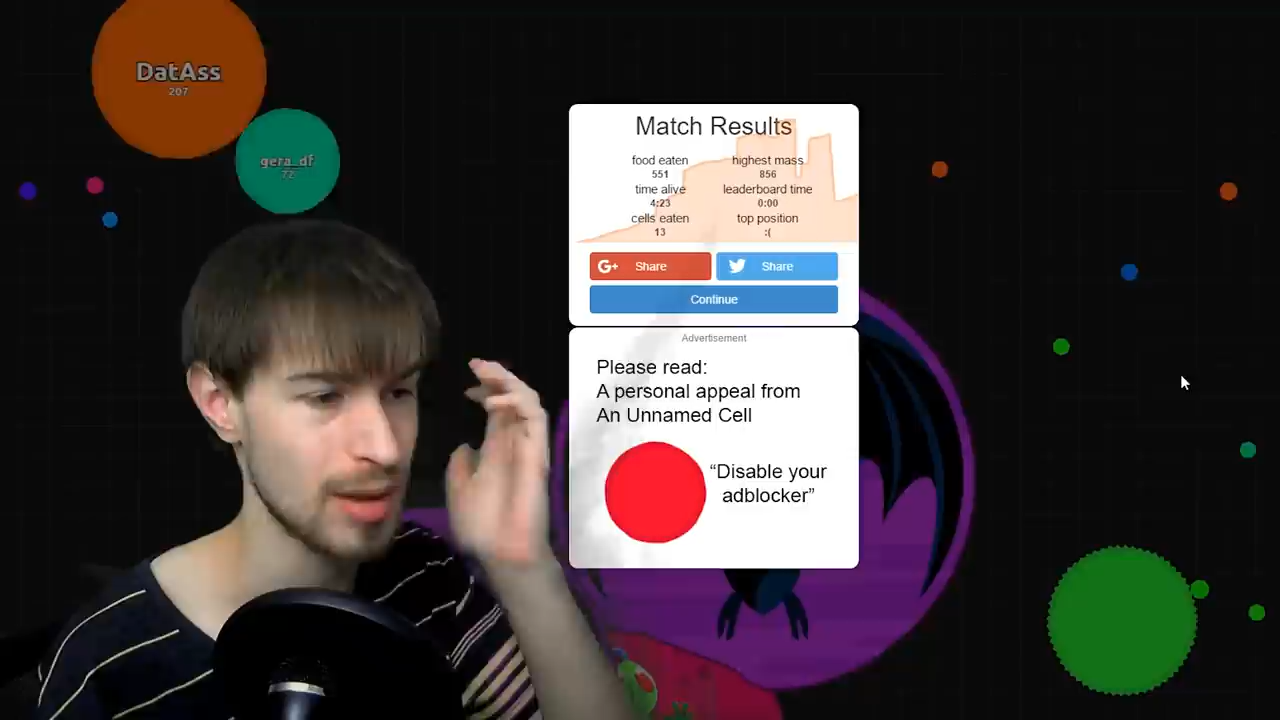 DatAss
207
gera_df
72
Match Results
food eaten highest mass
551 856
time alive leaderboard time
4:23 0:00
cells eaten top position
13 :(
G+ Share Share
Continue
Advertisement
Please read:
A personal appeal from
An Unnamed Cell
“Disable your
adblocker”